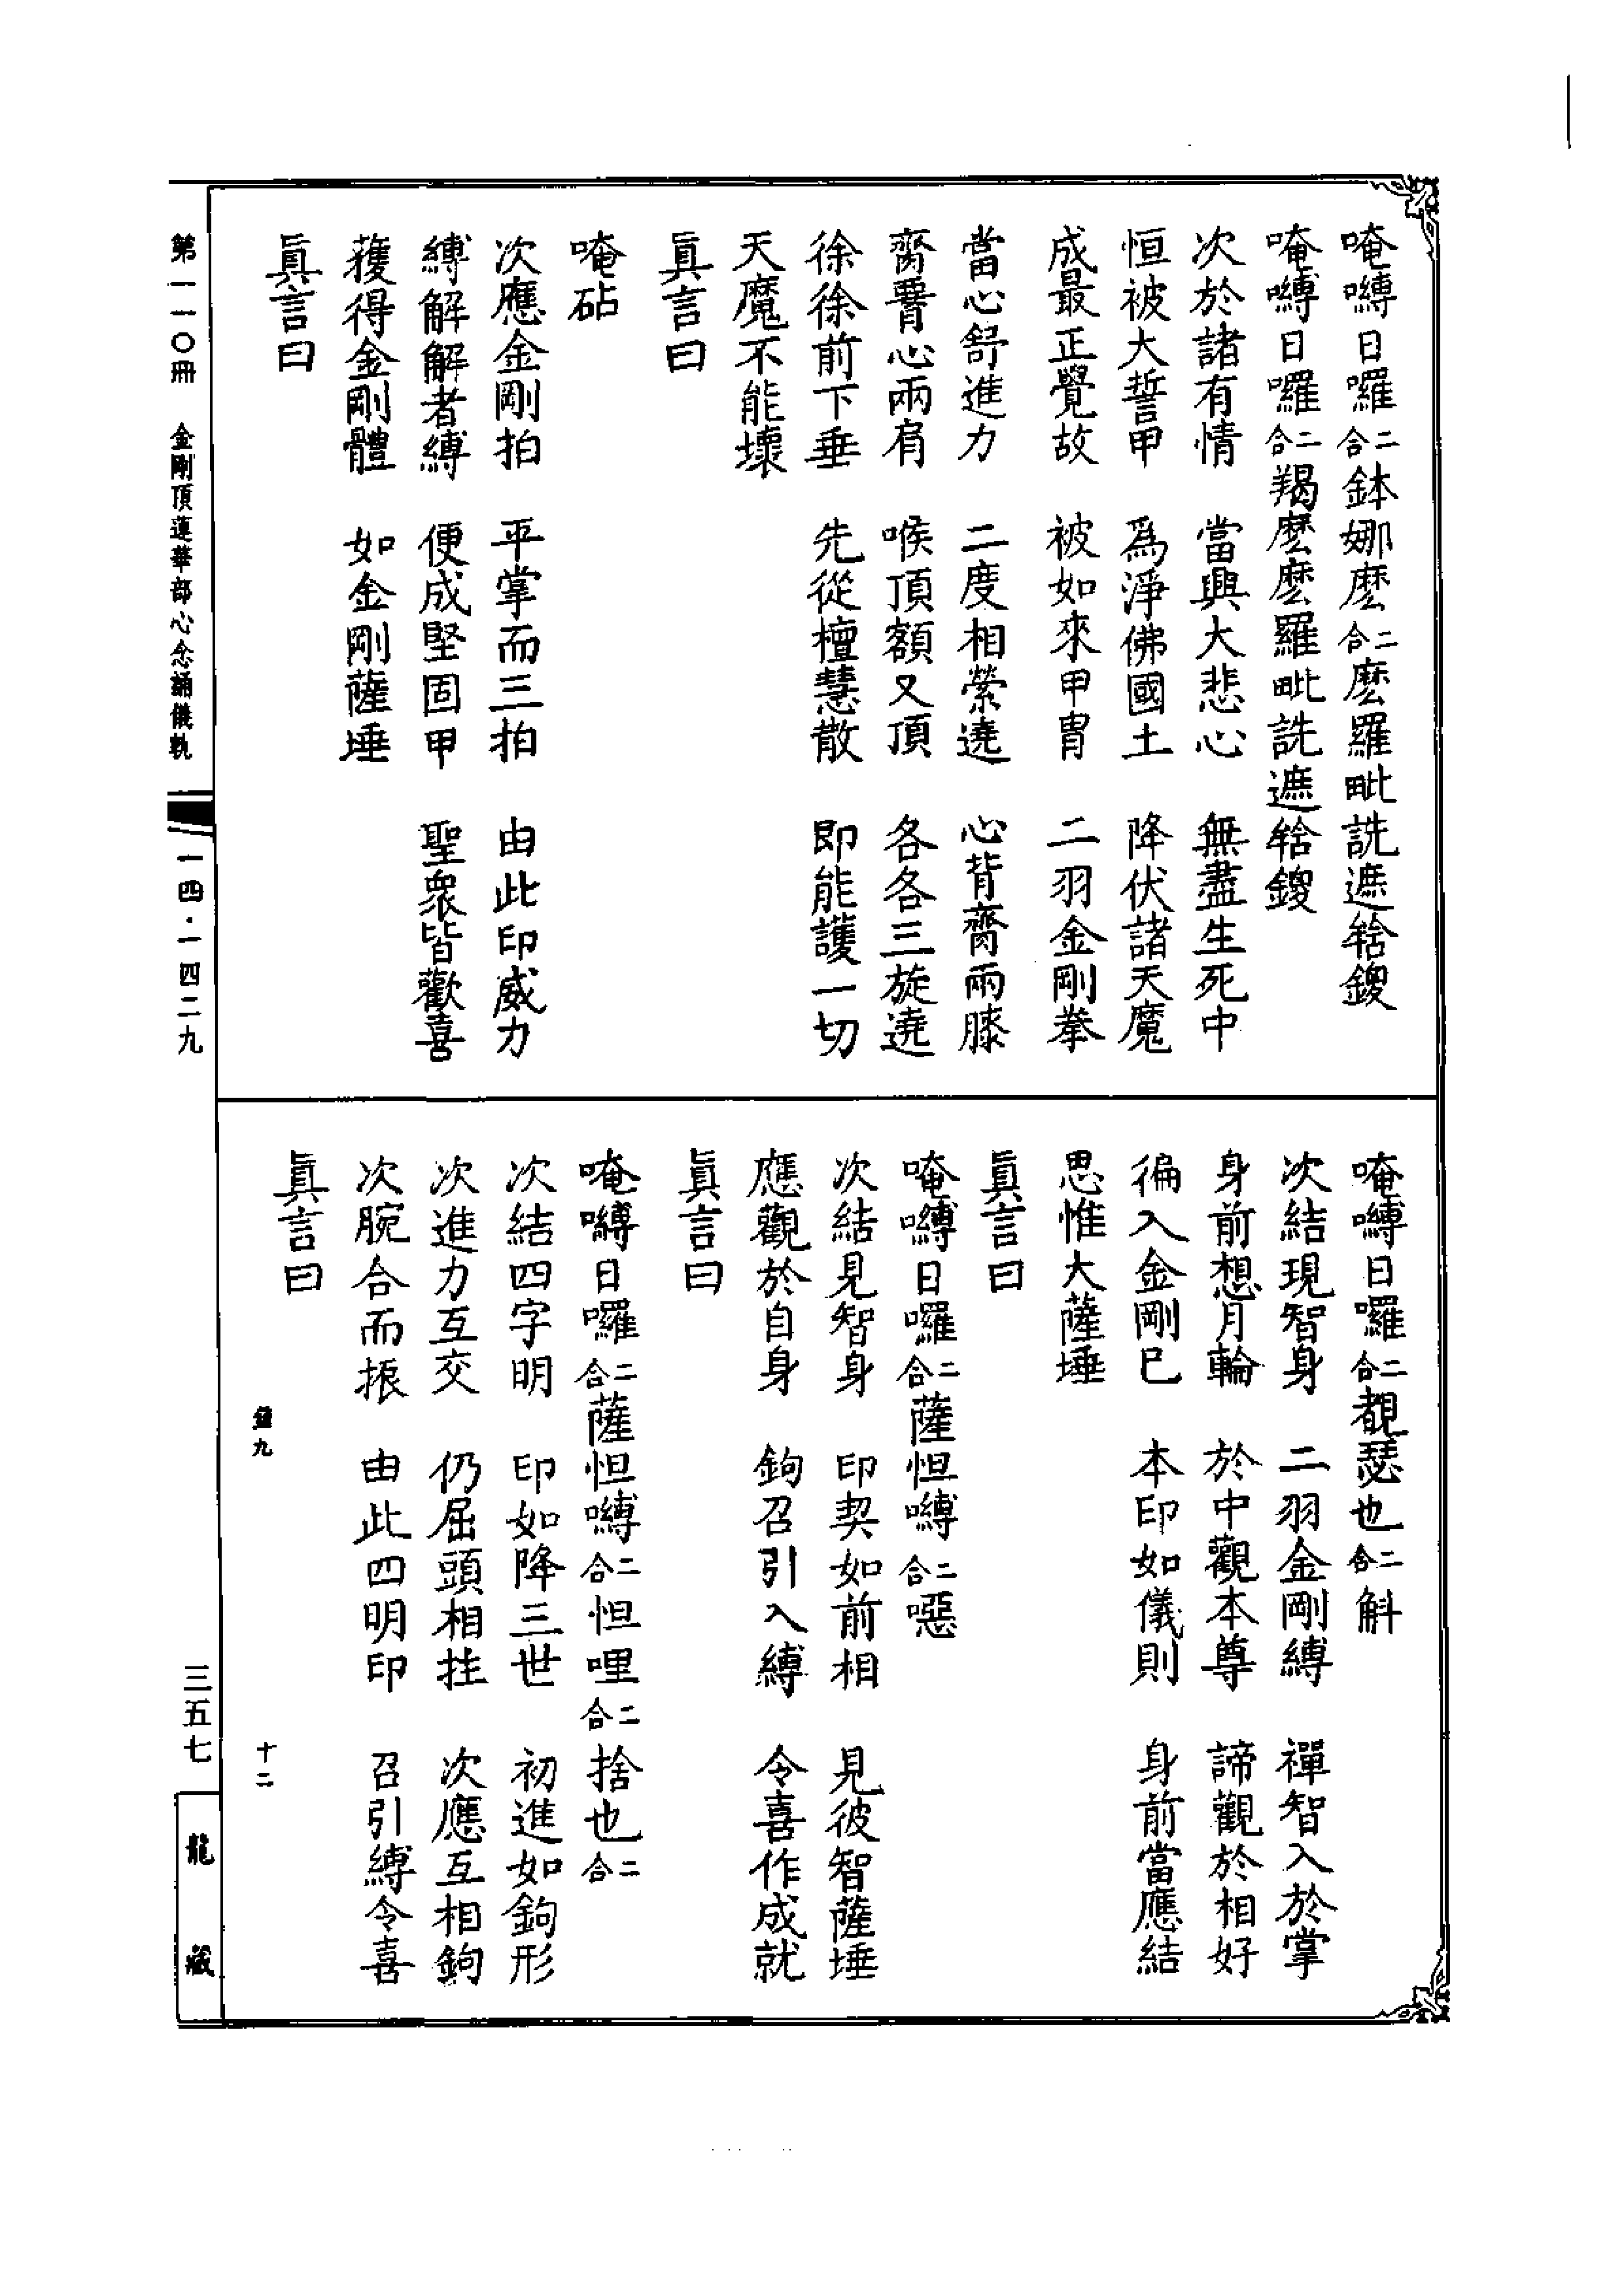 唵嚩日囉二合鉢娜麽二合麽羅毗詵遮𤚥鑁
唵嚩日囉二合羯麽麽羅毗詵遮𤚥鑁
次於諸有情　當興大悲心　無盡生死中
恒被大誓甲　爲淨佛國土　降伏諸天魔
成最正覺故　被如來甲胄　二羽金剛拳
當心舒進力　二度相縈遶　心背齊兩膝
齊心兩肩　喉頂額又頂　各各三旋遶
徐徐前下垂　先從檀慧散　即能護一切
天魔不能壞
眞言曰
唵砧
次應金剛拍　平掌而三拍　由此印威力
縛解解者縛　便成堅固甲　聖衆皆歡喜
獲得金剛體　如金剛薩埵
眞言曰
唵嚩日囉二合覩瑟也二合斛
次結現智身　二羽金剛縛　禪智入於掌
身前想月輪　於中觀本尊　諦觀於相好
徧入金剛已　本印如儀則　身前當應結
思惟大薩埵
眞言曰
唵嚩日囉二合薩怛嚩二合噁
次結見智身　印契如前相　見彼智薩埵
應觀於自身　鉤召引入縛　令喜作成就
眞言曰
唵嚩日囉二合薩怛嚩二合怛哩二合捨也二合
次結四字明　印如降三世　初進如鉤形
次進力互交　仍屈頭相拄　次應互相鉤
次腕合而振　由此四明印　召引縛令喜
眞言曰
九　十二
第一一〇冊　金剛頂蓮華部心念誦儀軌　一四·一四二九　三五七　龍藏